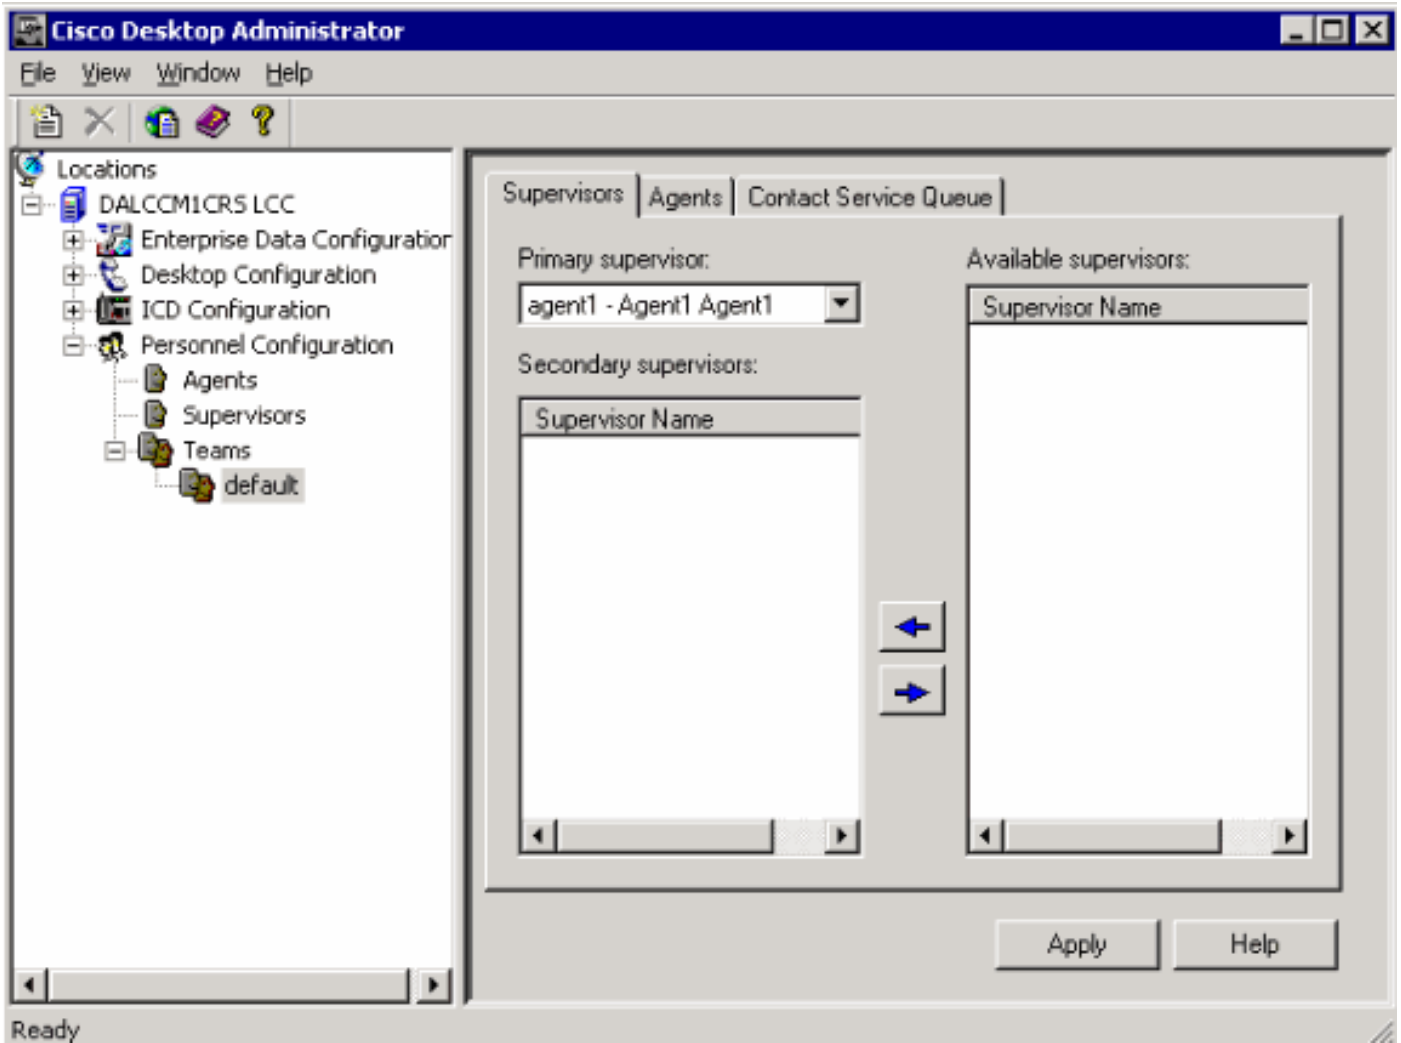 Cisco Desktop Administrator
File View Window Help
Locations
DALCCM1CRS LCC
Enterprise Data Configuration
Desktop Configuration
ICD Configuration
Personnel Configuration
Agents
Supervisors
Teams
default
Supervisors Agents Contact Service Queue
Primary supervisor: Available supervisors:
agent1 - Agent1 Agent1 Supervisor Name
Secondary supervisors:
Supervisor Name
Apply Help
Ready